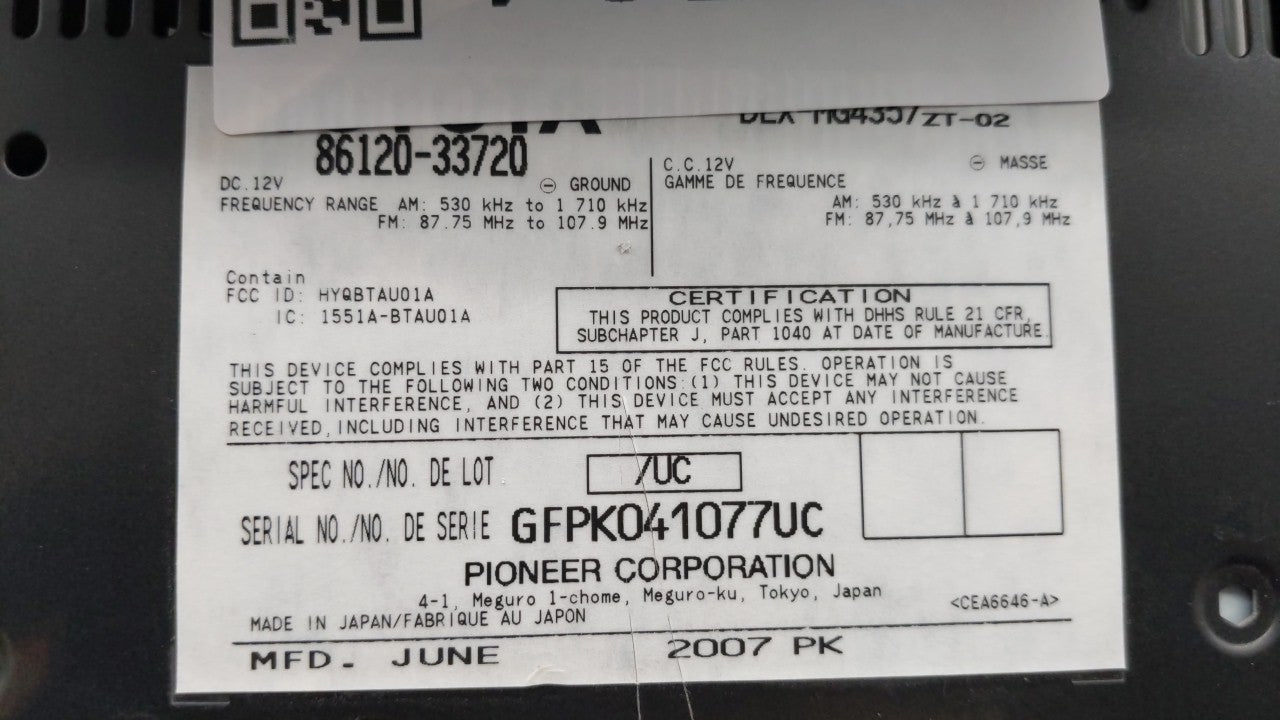 MG4357ZT-02
86120-33720
DC.12V ⊖ GROUND
FREQUENCY RANGE AM: 530 kHz to 1 710 kHz
FM: 87.75 MHz to 107.9 MHz
C.C.12V ⊖ MASSE
GAMME DE FREQUENCE
AM: 530 kHz à 1 710 kHz
FM: 87,75 MHz à 107,9 MHz
Contain
FCC ID: HYQBTAU01A
IC: 1551A-BTAU01A
CERTIFICATION
THIS PRODUCT COMPLIES WITH DHHS RULE 21 CFR,
SUBCHAPTER J, PART 1040 AT DATE OF MANUFACTURE.
THIS DEVICE COMPLIES WITH PART 15 OF THE FCC RULES. OPERATION IS
SUBJECT TO THE FOLLOWING TWO CONDITIONS:(1) THIS DEVICE MAY NOT CAUSE
HARMFUL INTERFERENCE, AND (2) THIS DEVICE MUST ACCEPT ANY INTERFERENCE
RECEIVED,INCLUDING INTERFERENCE THAT MAY CAUSE UNDESIRED OPERATION.
SPEC NO./NO. DE LOT /UC
SERIAL NO./NO. DE SERIE GFPK041077UC
PIONEER CORPORATION
4-1, Meguro 1-chome, Meguro-ku, Tokyo, Japan
<CEA6646-A>
MADE IN JAPAN/FABRIQUE AU JAPON
MFD. JUNE 2007 PK